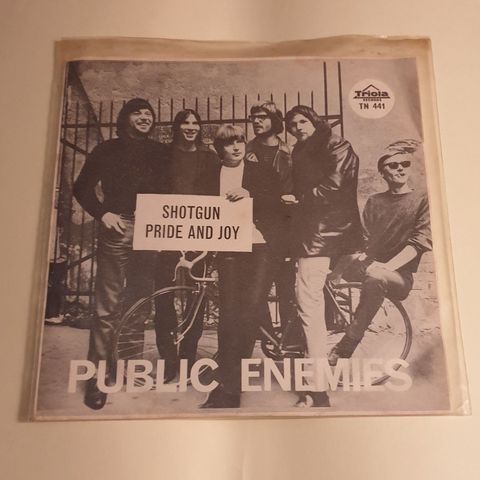 Triola
RECORDS
TN 441
SHOTGUN
PRIDE AND JOY
PUBLIC ENEMIES